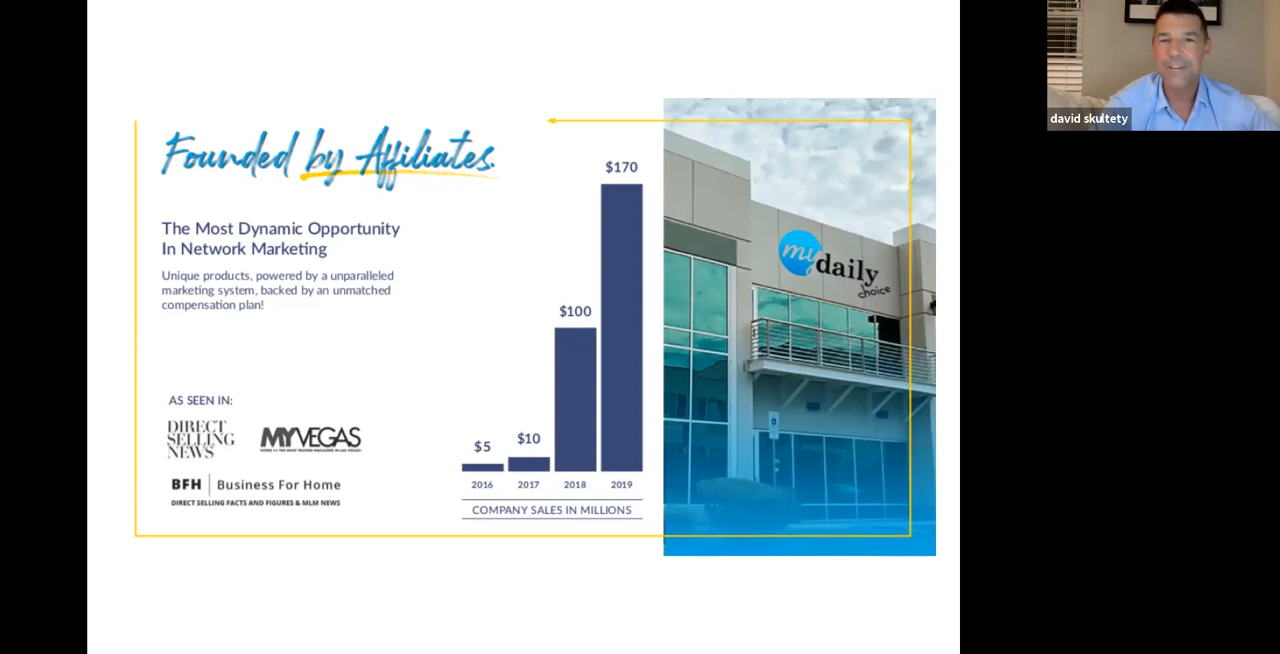 david skultety
Founded by Affiliates.
The Most Dynamic Opportunity
In Network Marketing
Unique products, powered by a unparalleled
marketing system, backed by an unmatched
compensation plan!
AS SEEN IN:
DIRECT
SELLING
NEWS
MYVEGAS
BFH Business For Home
DIRECT SELLING FACTS AND FIGURES & MLM NEWS
$5
$10
$100
$170
2016 2017 2018 2019
COMPANY SALES IN MILLIONS
my daily
choice